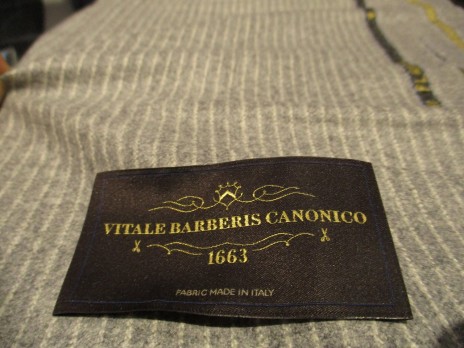 VITALE BARBERIS CANONICO
1663
FABRIC MADE IN ITALY